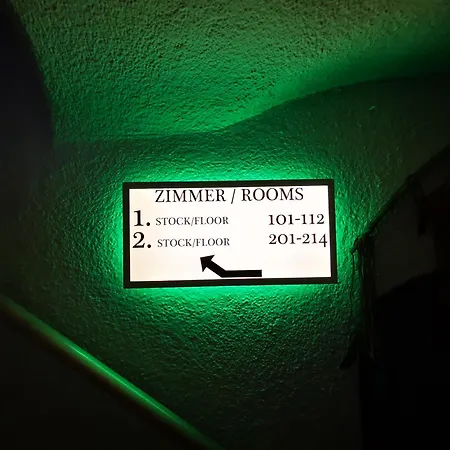 ZIMMER / ROOMS
1. STOCK/FLOOR 101-112
2. STOCK/FLOOR 201-214